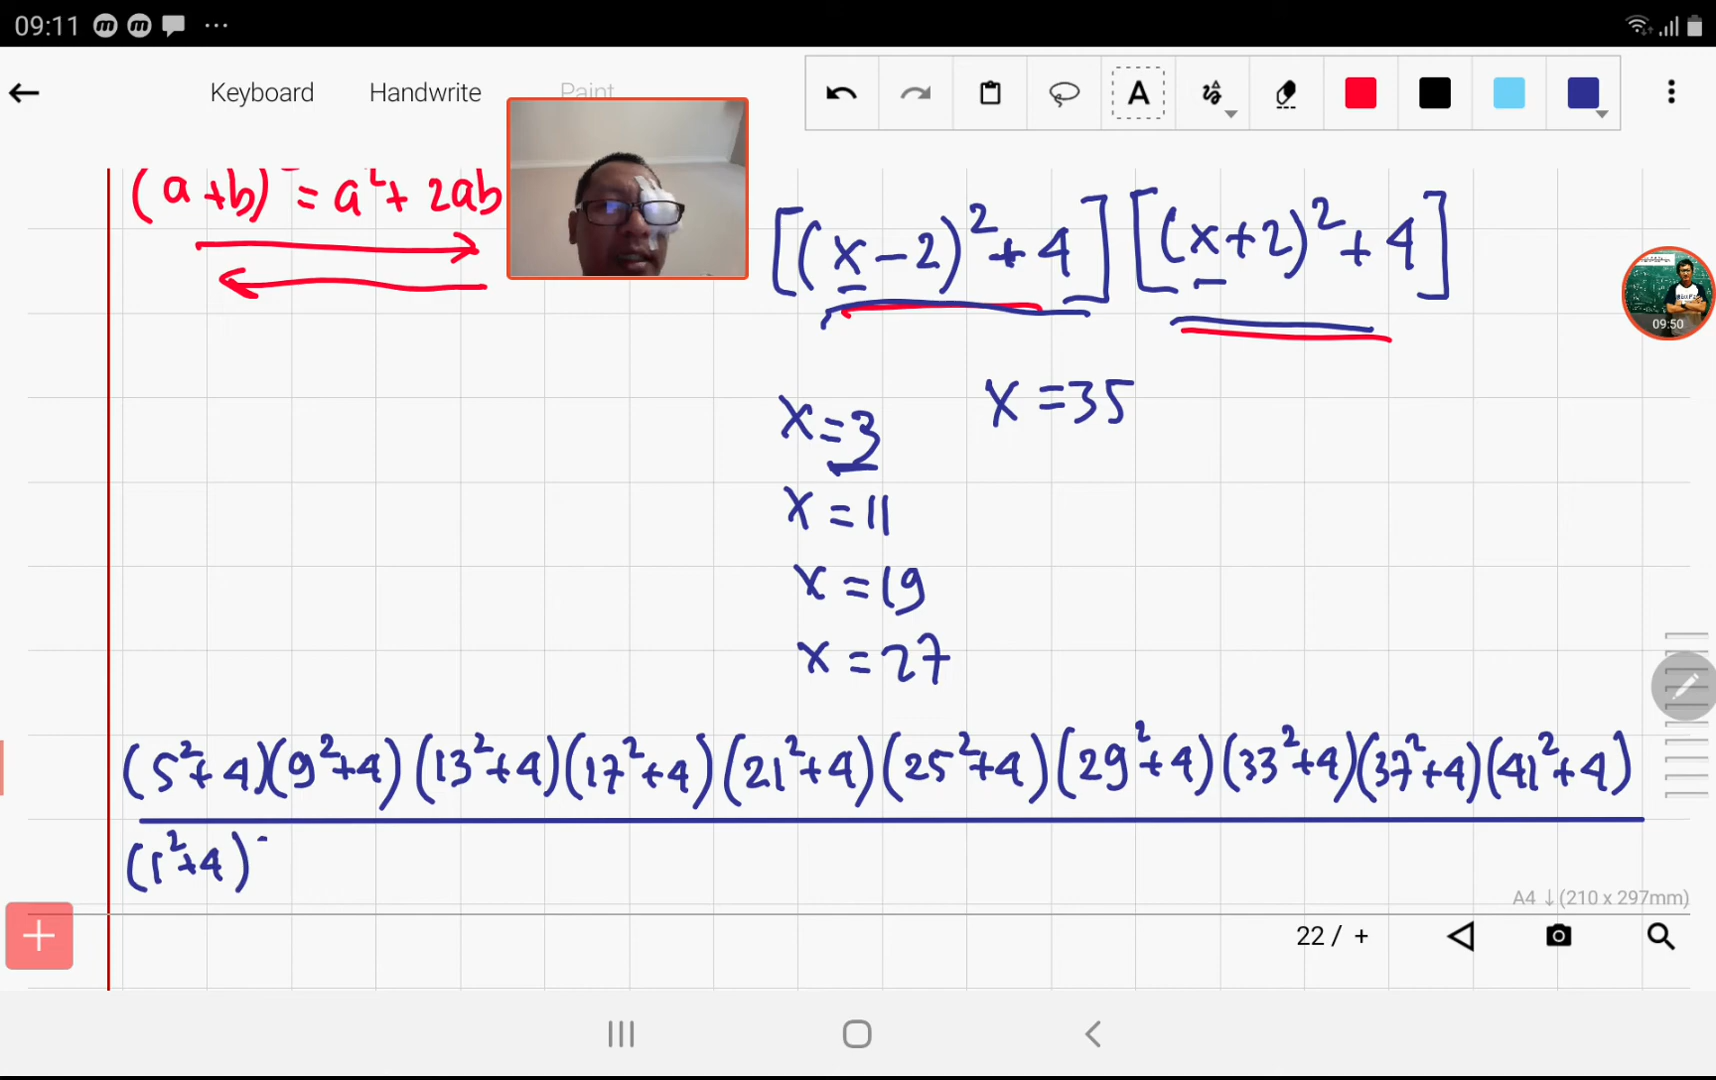 09:11
Keyboard Handwrite Paint
A
(a+b) = a²+ 2ab
[(x-2)²+4] [(x+2)²+4]
09:50
x=3 x=35
x=11
x=19
x=27
(5²+4)(9²+4)(13²+4)(17²+4)(21²+4)(25²+4)(29²+4)(33²+4)(37²+4)(41²+4)
(1²+4)
A4 ↓(210 x 297mm)
22 / +